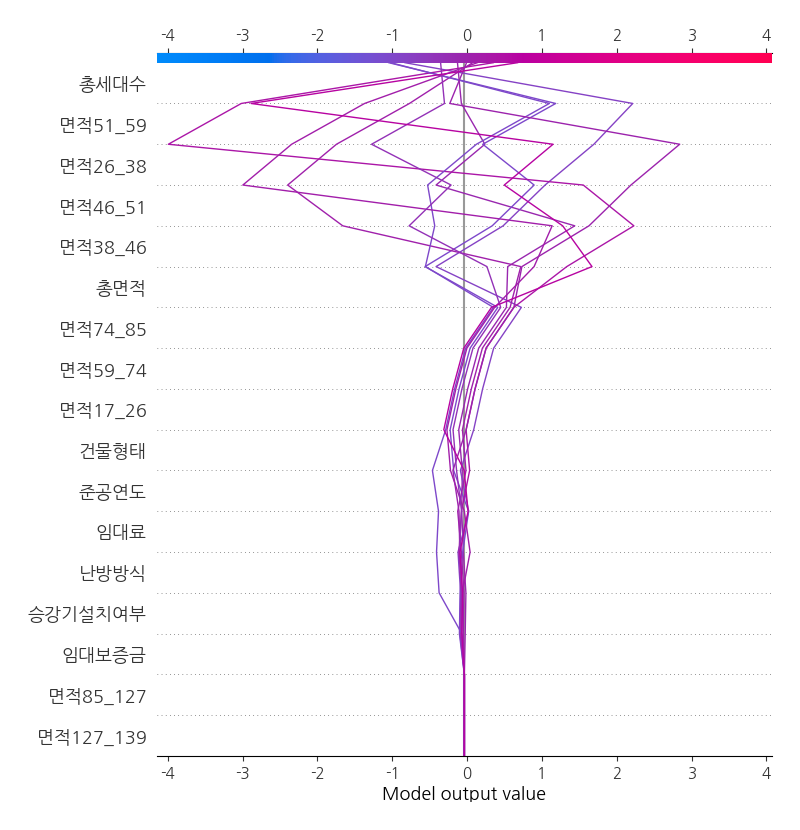 -4 -3 -2 -1 0 1 2 3 4
총세대수
면적51_59
면적26_38
면적46_51
면적38_46
총면적
면적74_85
면적59_74
면적17_26
건물형태
준공연도
임대료
난방방식
승강기설치여부
임대보증금
면적85_127
면적127_139
-4 -3 -2 -1 0 1 2 3 4
Model output value